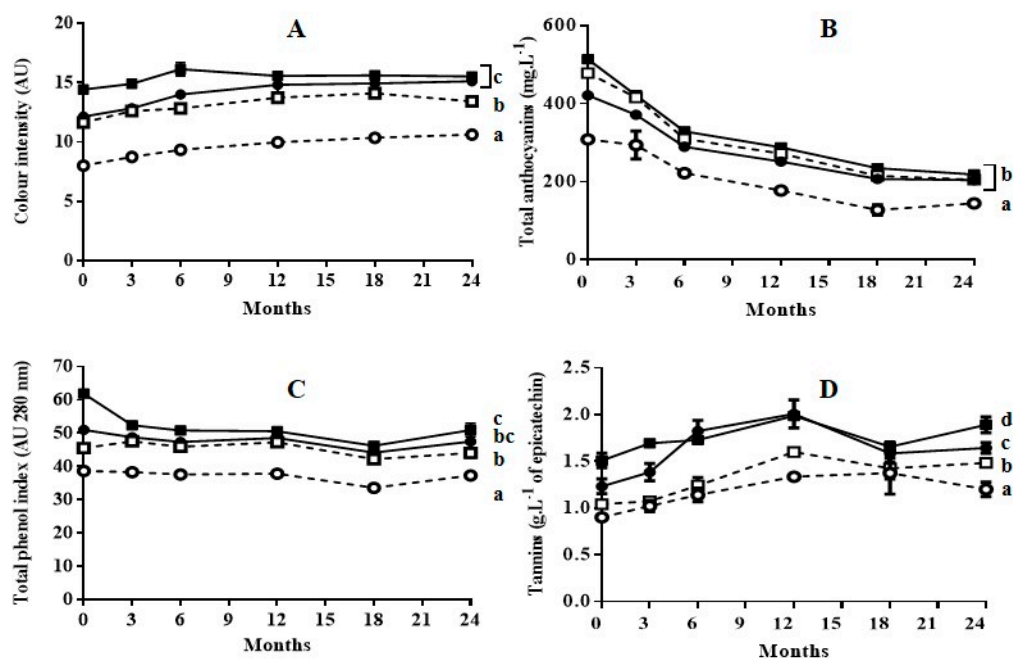 A
Colour intensity (AU)
20
15
10
5
0
c
b
a
0 3 6 9 12 15 18 21 24
Months
B
Total anthocyanins (mg.L⁻¹)
600
400
200
0
b
a
0 3 6 9 12 15 18 21 24
Months
C
Total phenol index (AU 280 nm)
70
60
50
40
30
20
10
0
c
bc
b
a
0 3 6 9 12 15 18 21 24
Months
D
Tannins (g.L⁻¹ of epicatechin)
2.5
2.0
1.5
1.0
0.5
0.0
d
c
b
a
0 3 6 9 12 15 18 21 24
Months